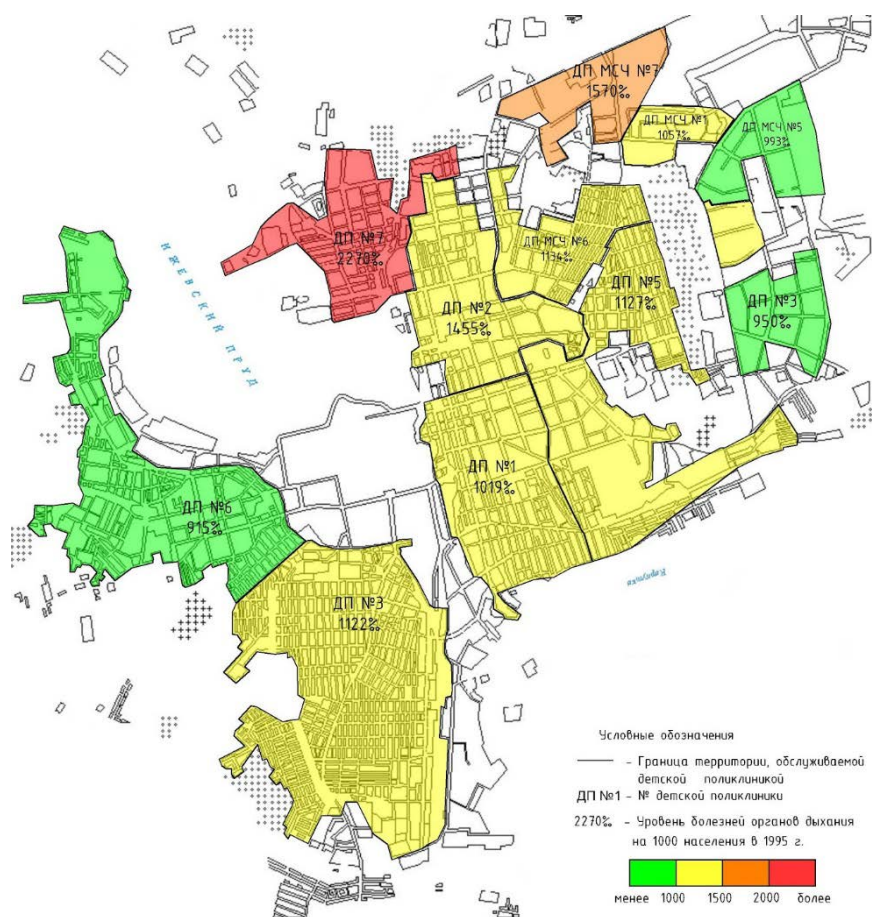 ДП МСЧ №7
1570‰
ДП МСЧ №1
1057‰
ДП МСЧ №5
993‰
ДП №7
2270‰
ДП МСЧ №6
1134‰
ДП №5
1127‰
ДП №3
950‰
ДП №2
1455‰
ИЖЕВСКИЙ ПРУД
ДП №1
1019‰
ДП №6
915‰
Карлутка
ДП №3
1122‰
Условные обозначения
– Граница территории, обслуживаемой
детской поликлиникой
ДП №1 – № детской поликлиники
2270‰ – Уровень болезней органов дыхания
на 1000 населения в 1995 г.
менее 1000 1500 2000 более